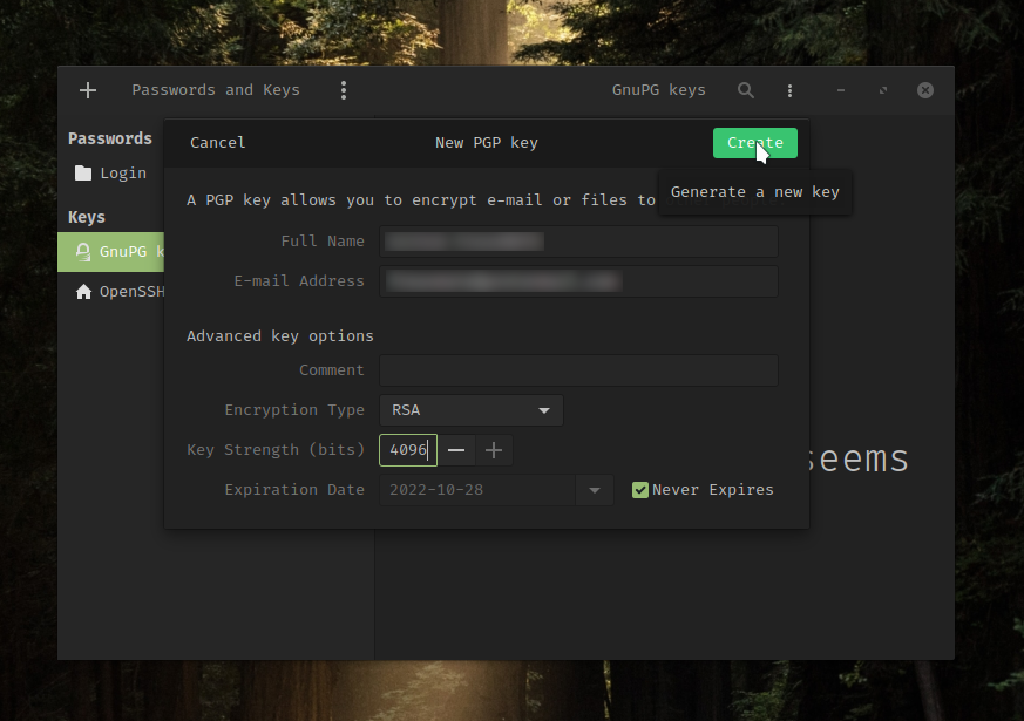 Passwords and Keys
GnuPG keys
Passwords
Login
Keys
GnuPG k
OpenSSH
Cancel
New PGP key
Create
Generate a new key
A PGP key allows you to encrypt e-mail or files to
Full Name
E-mail Address
Advanced key options
Comment
Encryption Type RSA
Key Strength (bits) 4096
Expiration Date 2022-10-28 Never Expires
seems